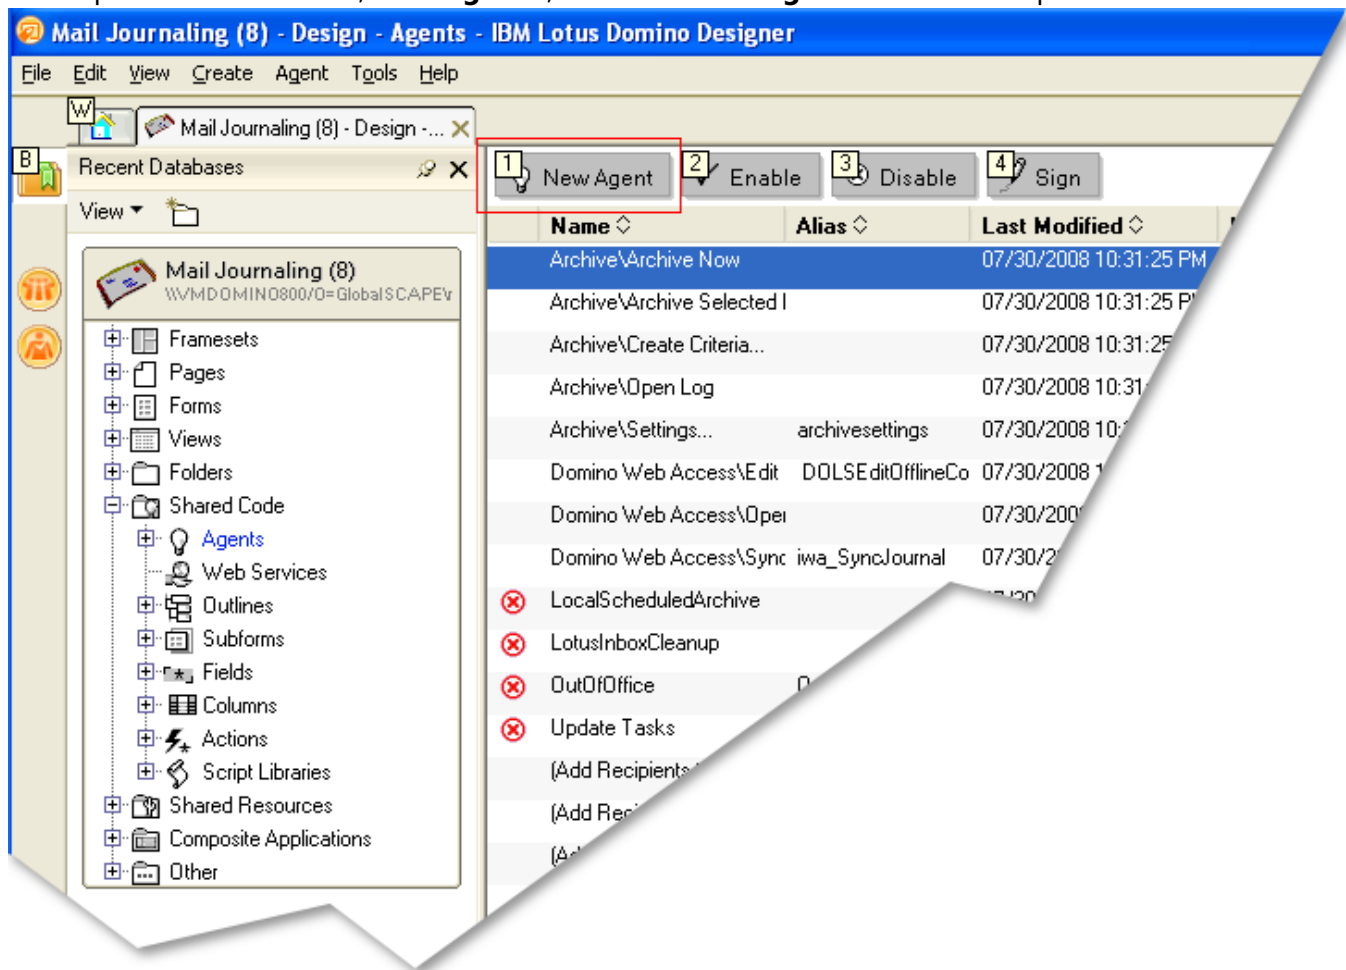 Mail Journaling (8) - Design - Agents - IBM Lotus Domino Designer
File Edit View Create Agent Tools Help
W
Mail Journaling (8) - Design -...
B
Recent Databases
1 New Agent 2 Enable 3 Disable 4 Sign
View
Name Alias Last Modified
Mail Journaling (8)
Archive\Archive Now 07/30/2008 10:31:25 PM
Archive\Archive Selected 07/30/2008 10:31:25
Framesets
Archive\Create Criteria... 07/30/2008 10:31:25
Pages
Archive\Open Log 07/30/2008 10:31
Forms
Archive\Settings... archivesettings 07/30/2008 10:
Views
Folders
Domino Web Access\Edit DOLSEditOfflineCo 07/30/2008 1
Shared Code
Domino Web Access\Oper 07/30/200
Agents
Domino Web Access\Sync iwa_SyncJournal 07/30/2
Web Services
Outlines
LocalScheduledArchive
Subforms
LotusInboxCleanup
Fields
OutOfOffice
Columns
Update Tasks
Actions
Script Libraries
(Add Recipients
Shared Resources
(Add Rec
Composite Applications
Other